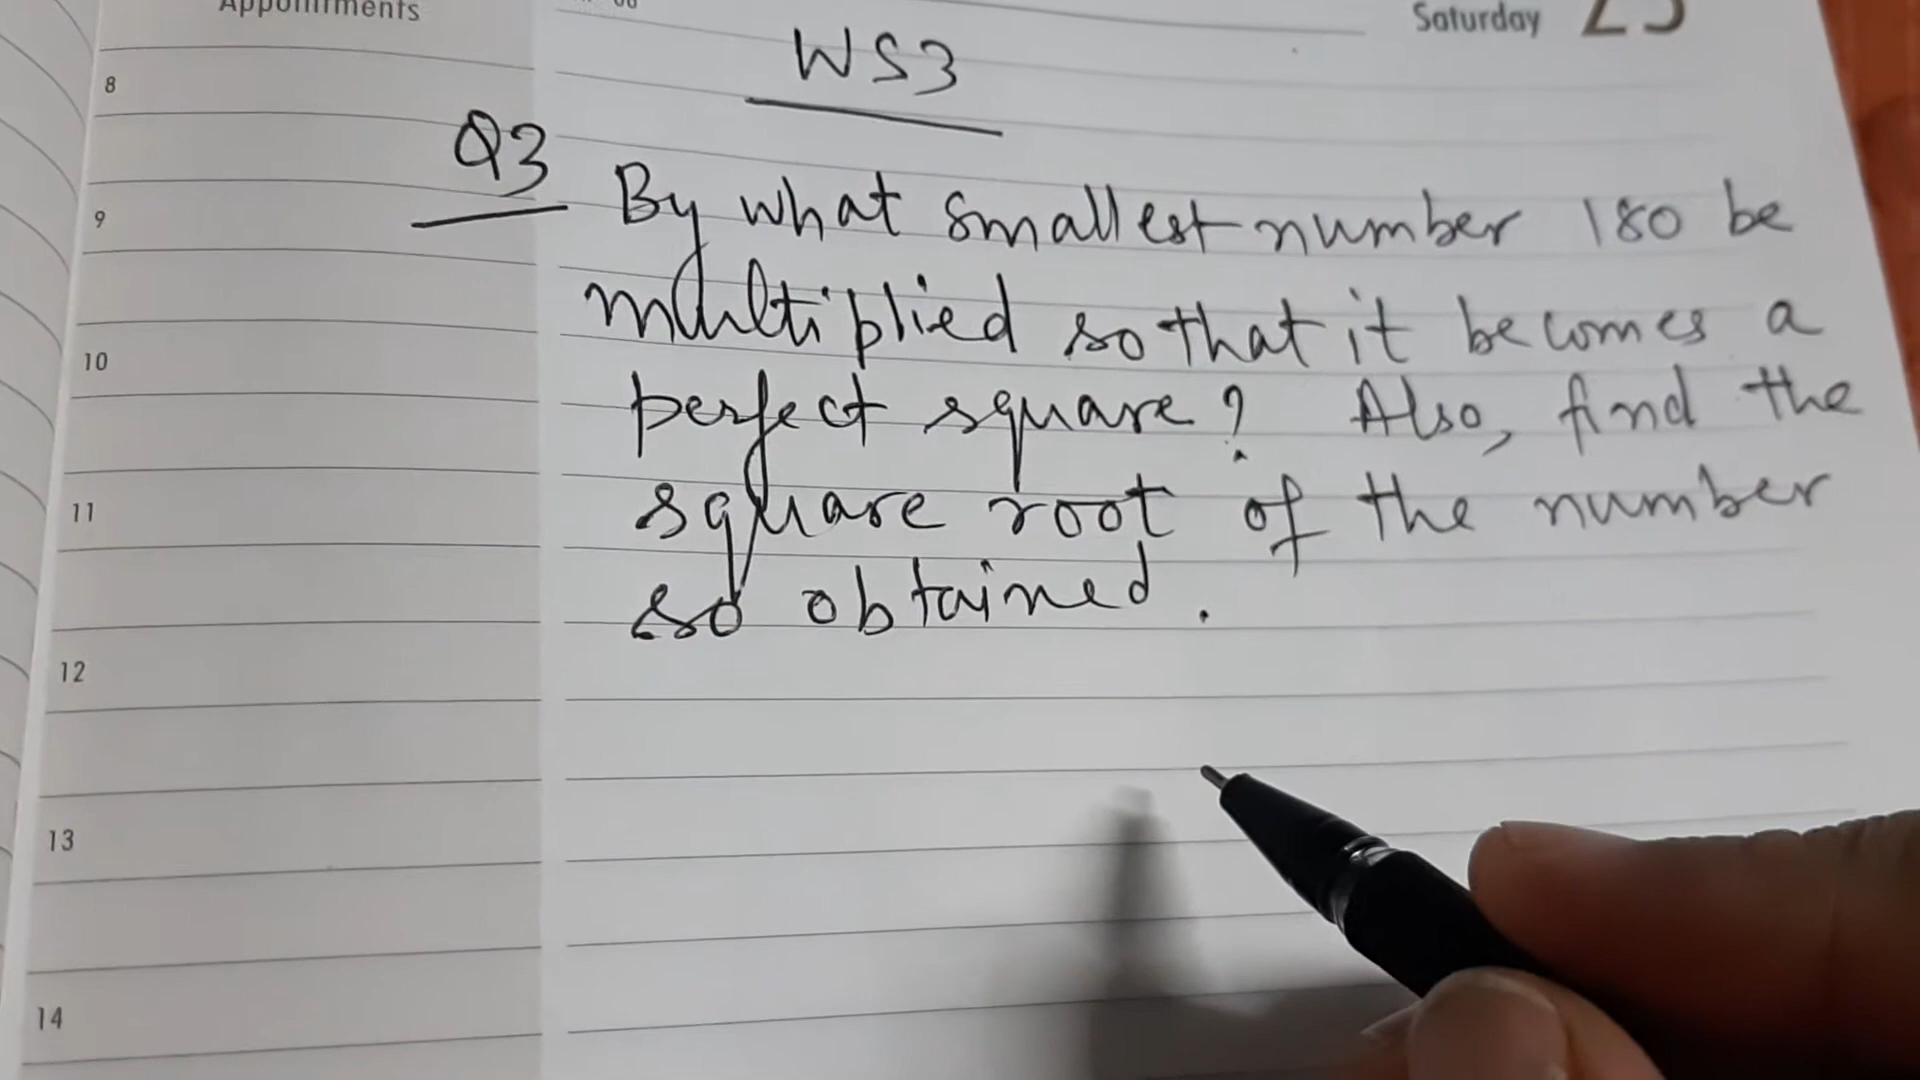 Appointments
Saturday
WS3
8
Q3
By what smallest number 180 be
9
multiplied so that it becomes a
10
perfect square? Also, find the
11
square root of the number
so obtained.
12
13
14